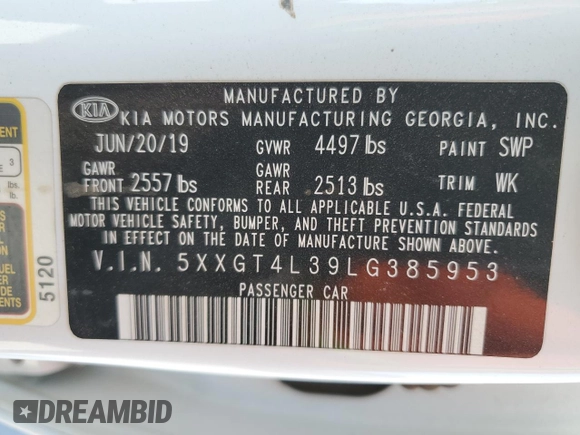 MANUFACTURED BY
KIA KIA MOTORS MANUFACTURING GEORGIA, INC.
JUN/20/19 GVWR 4497 lbs PAINT SWP
GAWR FRONT 2557 lbs GAWR REAR 2513 lbs TRIM WK
THIS VEHICLE CONFORMS TO ALL APPLICABLE U.S.A. FEDERAL
MOTOR VEHICLE SAFETY, BUMPER, AND THEFT PREVENTION STANDARDS
IN EFFECT ON THE DATE OF MANUFACTURE SHOWN ABOVE.
V.I.N. 5XXGT4L39LG385953
PASSENGER CAR
5120
3
lbs.
DREAMBID